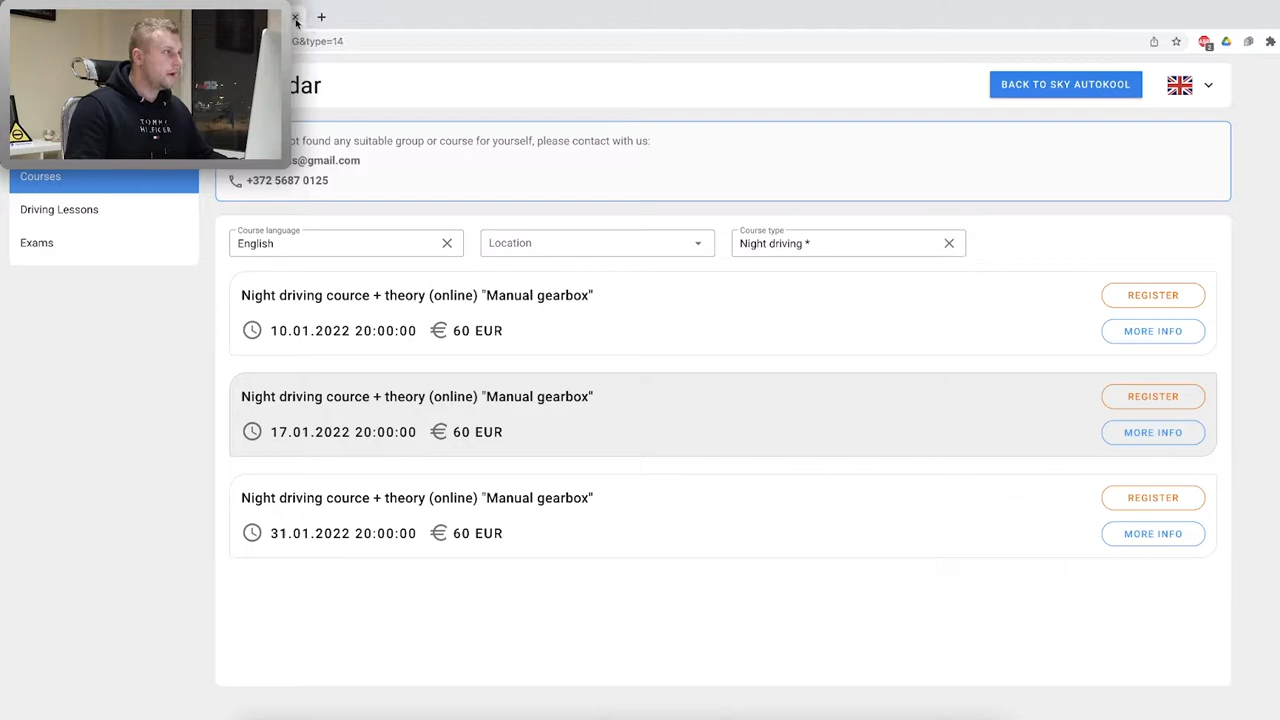 G&type=14
dar
BACK TO SKY AUTOKOOL
ot found any suitable group or course for yourself, please contact with us:
s@gmail.com
+372 5687 0125
TOMMY
HILFIGER
Courses
Driving Lessons
Exams
Course language
English
Location
Course type
Night driving *
Night driving cource + theory (online) "Manual gearbox"
REGISTER
10.01.2022 20:00:00 € 60 EUR
MORE INFO
Night driving cource + theory (online) "Manual gearbox"
REGISTER
17.01.2022 20:00:00 € 60 EUR
MORE INFO
Night driving cource + theory (online) "Manual gearbox"
REGISTER
31.01.2022 20:00:00 € 60 EUR
MORE INFO